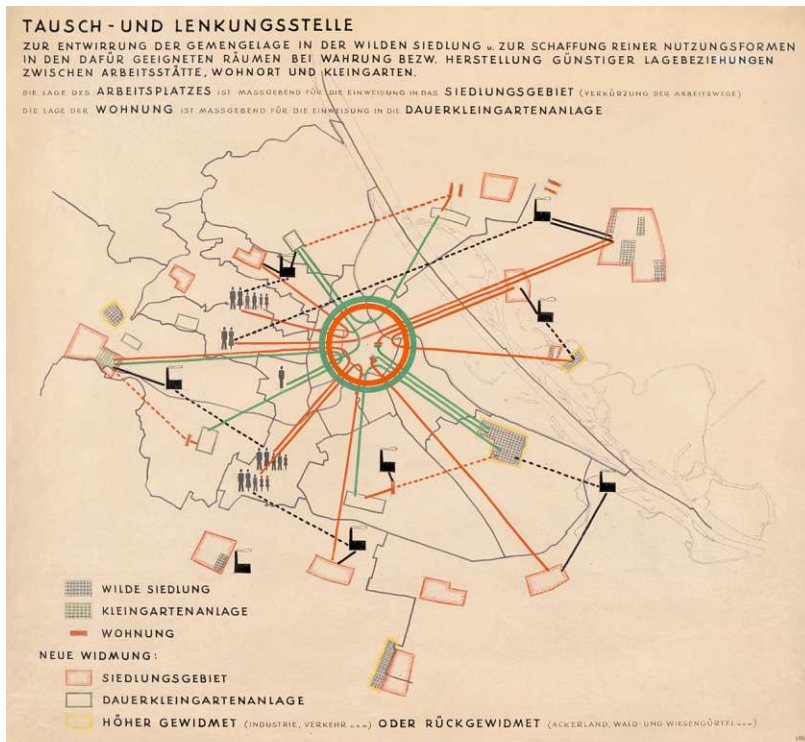 TAUSCH-UND LENKUNGSSTELLE
ZUR ENTWIRRUNG DER GEMENGELAGE IN DER WILDEN SIEDLUNG u. ZUR SCHAFFUNG REINER NUTZUNGSFORMEN
IN DEN DAFÜR GEEIGNETEN RÄUMEN BEI WAHRUNG BEZW. HERSTELLUNG GÜNSTIGER LAGEBEZIEHUNGEN
ZWISCHEN ARBEITSSTÄTTE, WOHNORT UND KLEINGARTEN.
DIE LAGE DES ARBEITSPLATZES IST MASSGEBEND FÜR DIE EINWEISUNG IN DAS SIEDLUNGSGEBIET (VERKÜRZUNG DER ARBEITSWEGE)
DIE LAGE DER WOHNUNG IST MASSGEBEND FÜR DIE EINWEISUNG IN DIE DAUERKLEINGARTENANLAGE
WILDE SIEDLUNG
KLEINGARTENANLAGE
WOHNUNG
NEUE WIDMUNG:
SIEDLUNGSGEBIET
DAUERKLEINGARTENANLAGE
HÖHER GEWIDMET (INDUSTRIE, VERKEHR u.s.w.) ODER RÜCKGEWIDMET (ACKERLAND, WALD-UND WIESENGÜRTEL u.s.w.)